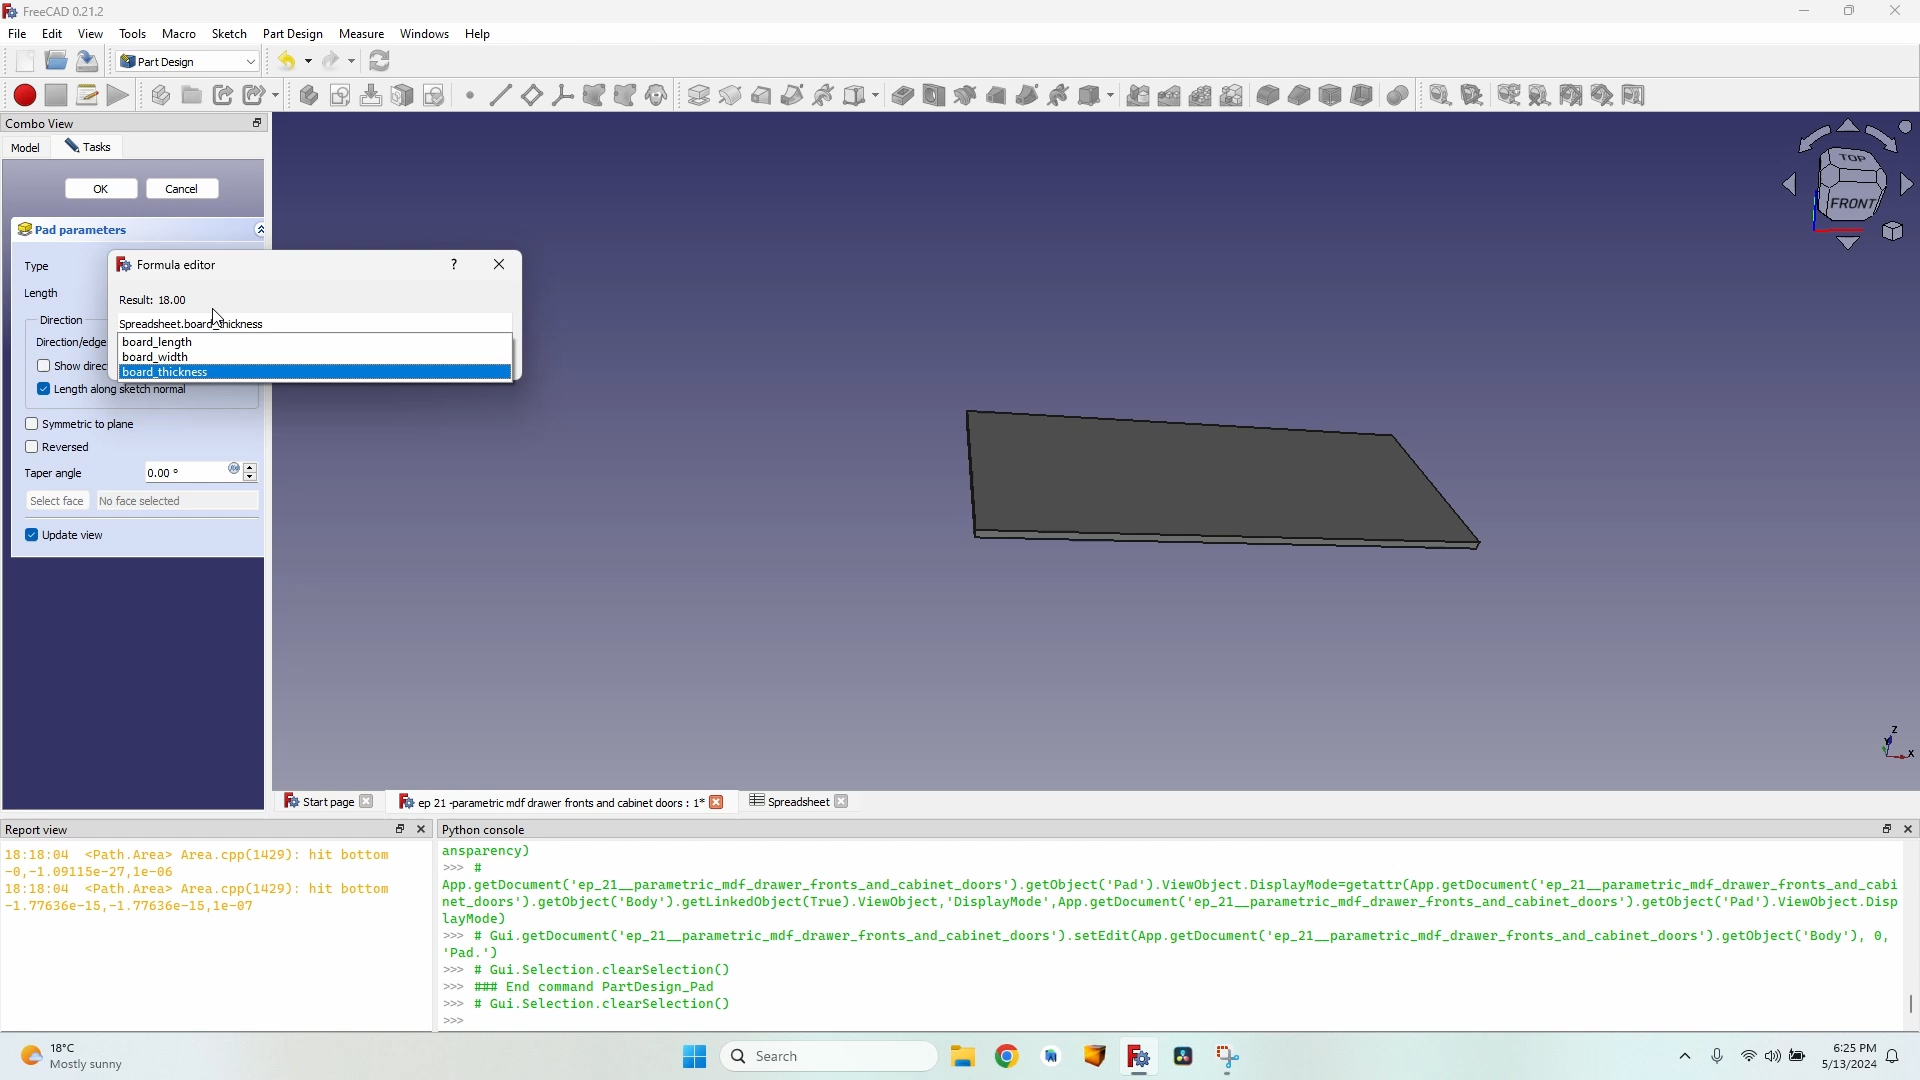 FreeCAD 0.21.2
File Edit View Tools Macro Sketch Part Design Measure Windows Help
Part Design
Combo View
Model Tasks
OK Cancel
Pad parameters
Formula editor ?
Type
Length
Result: 18.00
Direction
Spreadsheet.board_thickness
Direction/edge
board_length
board_width
Show direc
board_thickness
Length along sketch normal
Symmetric to plane
Reversed
Taper angle 0.00 °
Select face No face selected
Update view
TOP
FRONT
Z
Y
X
Start page ep 21 -parametric mdf drawer fronts and cabinet doors : 1* Spreadsheet
Report view
18:18:04 <Path.Area> Area.cpp(1429): hit bottom
-0,-1.09115e-27,1e-06
18:18:04 <Path.Area> Area.cpp(1429): hit bottom
-1.77636e-15,-1.77636e-15,1e-07
Python console
ansparency)
>>> #
App.getDocument('ep_21__parametric_mdf_drawer_fronts_and_cabinet_doors').getObject('Pad').ViewObject.DisplayMode=getattr(App.getDocument('ep_21__parametric_mdf_drawer_fronts_and_cabi
net_doors').getObject('Body').getLinkedObject(True).ViewObject,'DisplayMode',App.getDocument('ep_21__parametric_mdf_drawer_fronts_and_cabinet_doors').getObject('Pad').ViewObject.Disp
layMode)
>>> # Gui.getDocument('ep_21__parametric_mdf_drawer_fronts_and_cabinet_doors').setEdit(App.getDocument('ep_21__parametric_mdf_drawer_fronts_and_cabinet_doors').getObject('Body'), 0,
'Pad.')
>>> # Gui.Selection.clearSelection()
>>> ### End command PartDesign_Pad
>>> # Gui.Selection.clearSelection()
>>>
18°C
Mostly sunny
Search
6:25 PM
5/13/2024